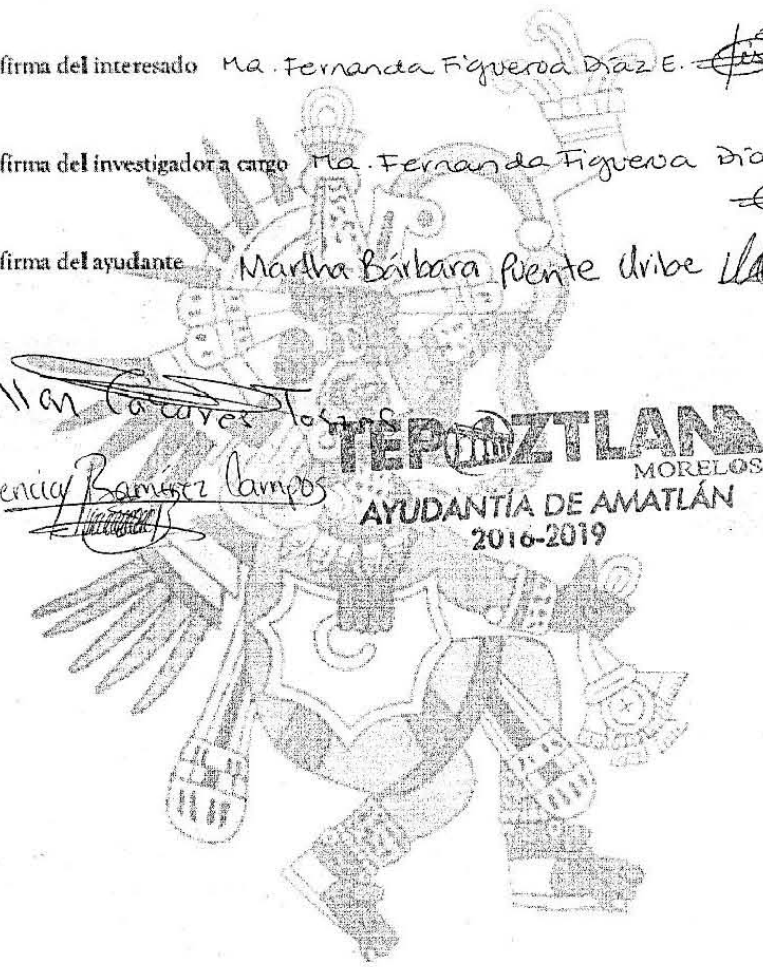 firma del interesado Ma. Fernanda Figueroa Díaz E.
firma del investigador a cargo Ma. Fernanda Figueroa
firma del ayudante Martha Bárbara Puente Uribe
Ramírez Campos
TEPOZTLAN
MORELOS
AYUDANTÍA DE AMATLÁN
2016-2019